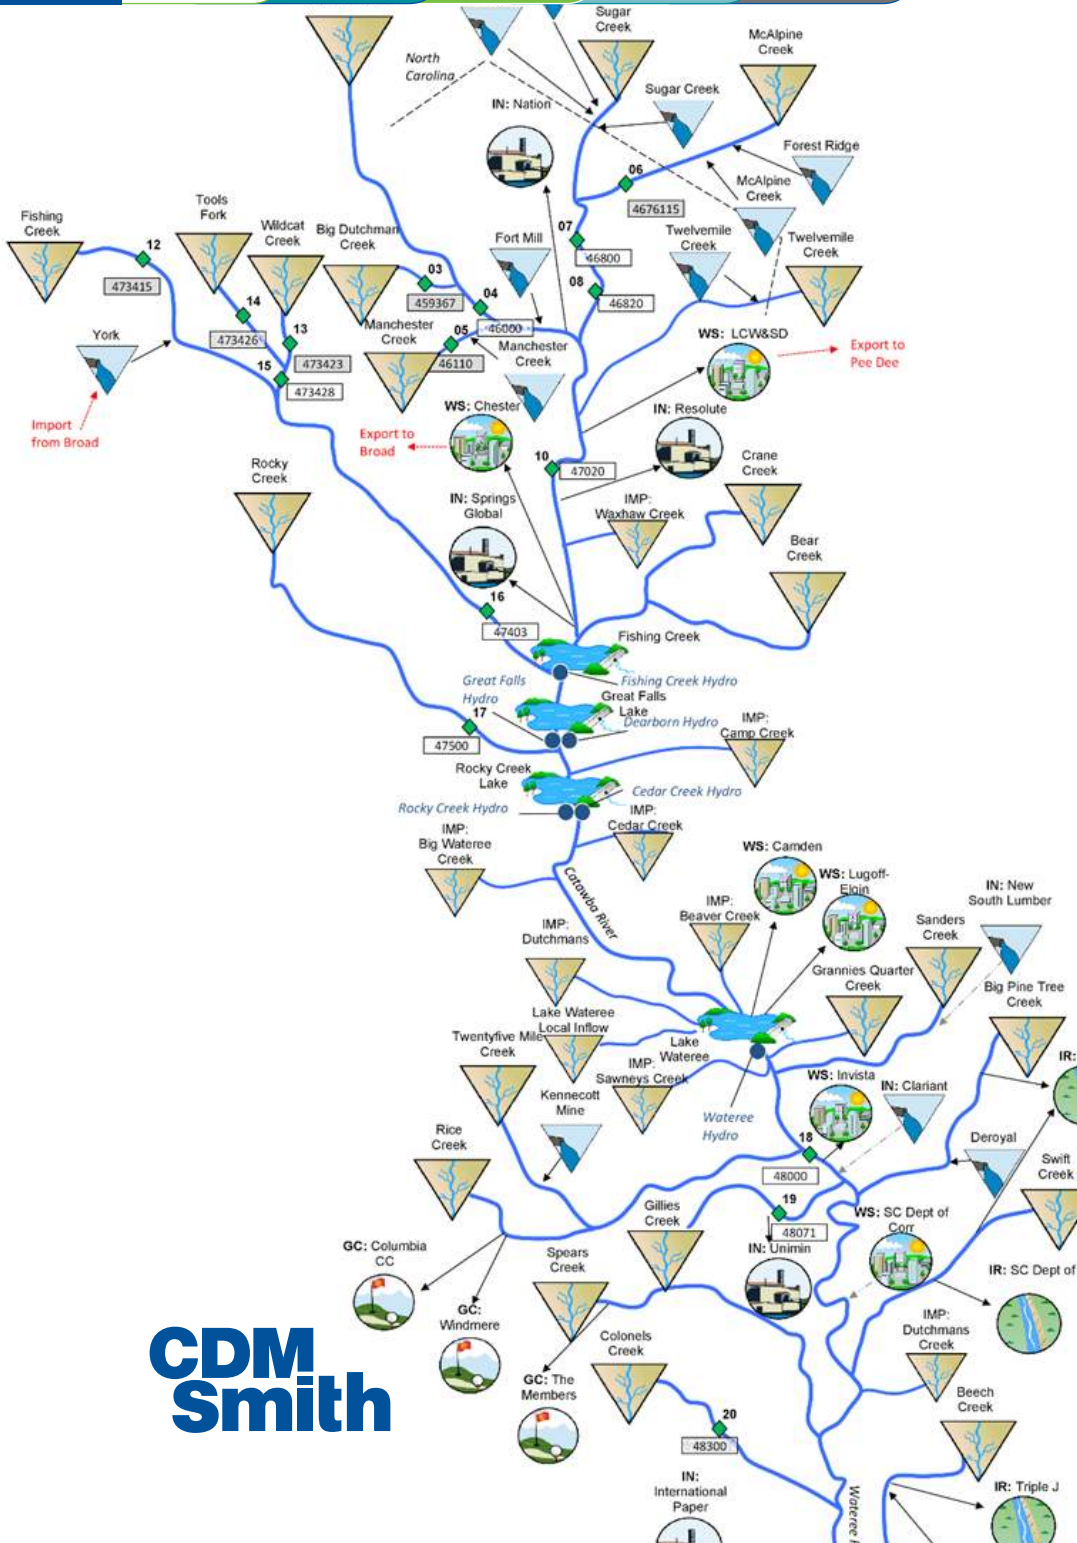 Sugar
Creek
McAlpine
Creek
North
Carolina
IN: Nation
Sugar Creek
Forest Ridge
06
McAlpine
Creek
4676115
Tools
Fork
Fishing
Creek
12
Wildcat
Creek
Big Dutchman
Creek
Fort Mill
07
46800
Twelvemile
Creek
Twelvemile
Creek
473415
03
459367
04
08
46820
14
473426
13
473423
Manchester
Creek
05
46000
46110
Manchester
Creek
York
15
473428
WS: LCW&SD
Export to
Pee Dee
Import
from Broad
WS: Chester
Export to
Broad
IN: Resolute
10
47020
Rocky
Creek
Crane
Creek
IN: Springs
Global
IMP:
Waxhaw Creek
Bear
Creek
16
47403
Fishing Creek
Great Falls
Hydro
Fishing Creek Hydro
Great Falls
Lake
17
Dearborn Hydro
IMP:
Camp Creek
47500
Rocky Creek
Lake
Cedar Creek Hydro
Rocky Creek Hydro
IMP:
Cedar Creek
IMP:
Big Wateree
Creek
WS: Camden
Catawba River
WS: Lugoff-
Elgin
IN: New
South Lumber
IMP:
Beaver Creek
Sanders
Creek
IMP:
Dutchmans
Grannies Quarter
Creek
Big Pine Tree
Creek
Lake Wateree
Local Inflow
Twentyfive Mile
Creek
Lake
Wateree
IR:
IMP:
Sawneys Creek
WS: Invista
IN: Clariant
Kennecott
Mine
Wateree
Hydro
Rice
Creek
Deroyal
18
48000
Swift
Creek
19
48071
Gillies
Creek
WS: SC Dept of
Corr
GC: Columbia
CC
Spears
Creek
IN: Unimin
IR: SC Dept of
GC:
Windmere
IMP:
Dutchmans
Creek
CDM
Smith
Colonels
Creek
GC: The
Members
Beech
Creek
20
48300
IN:
International
Paper
IR: Triple J
Wateree